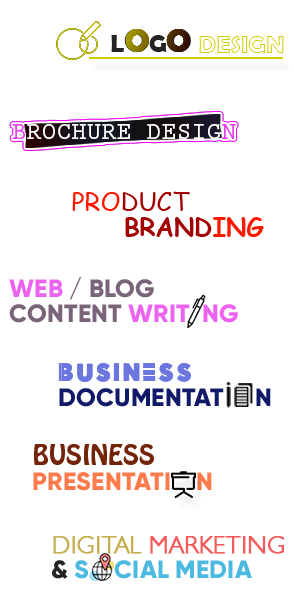 LOGO DESIGN
BROCHURE DESIGN
PRODUCT
BRANDING
WEB / BLOG
CONTENT WRITING
BUSINESS
DOCUMENTATION
BUSINESS
PRESENTATION
DIGITAL MARKETING
& SOCIAL MEDIA